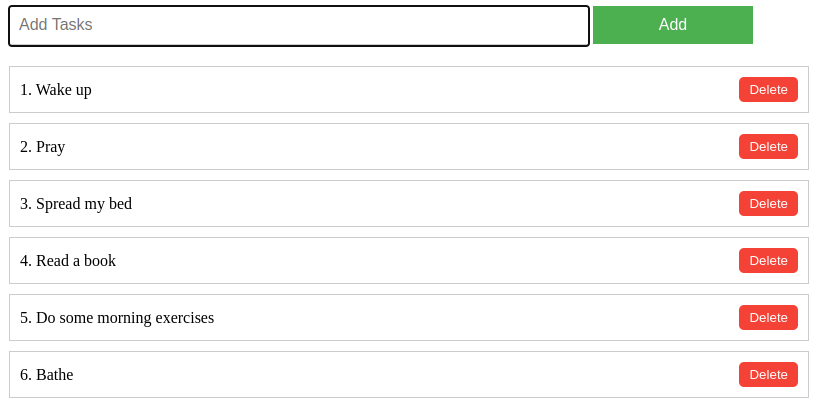 Add Tasks Add
1. Wake up Delete
2. Pray Delete
3. Spread my bed Delete
4. Read a book Delete
5. Do some morning exercises Delete
6. Bathe Delete